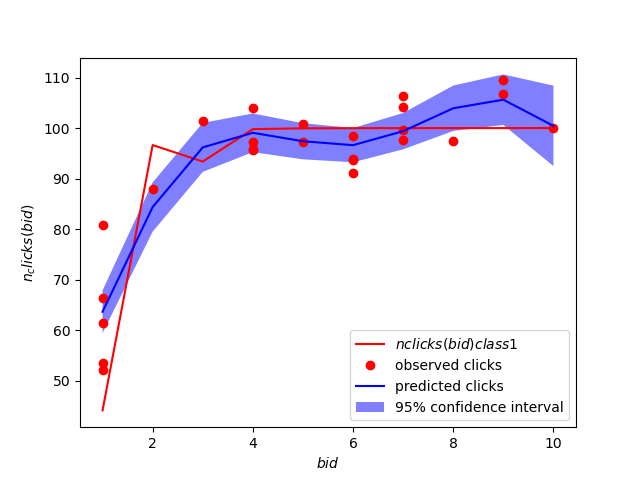 110
100
90
80
70
60
50
n_clicks(bid)
nclicks(bid)class1
observed clicks
predicted clicks
95% confidence interval
2
4
6
8
10
bid